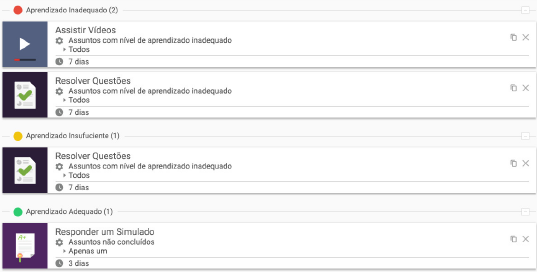 Aprendizado Inadequado (2)
Assistir Vídeos
Assuntos com nível de aprendizado inadequado
Todos
7 dias
Resolver Questões
Assuntos com nível de aprendizado inadequado
Todos
7 dias
Aprendizado Insufuciente (1)
Resolver Questões
Assuntos com nível de aprendizado inadequado
Todos
7 dias
Aprendizado Adequado (1)
A+
Responder um Simulado
Assuntos não concluídos
Apenas um
3 dias